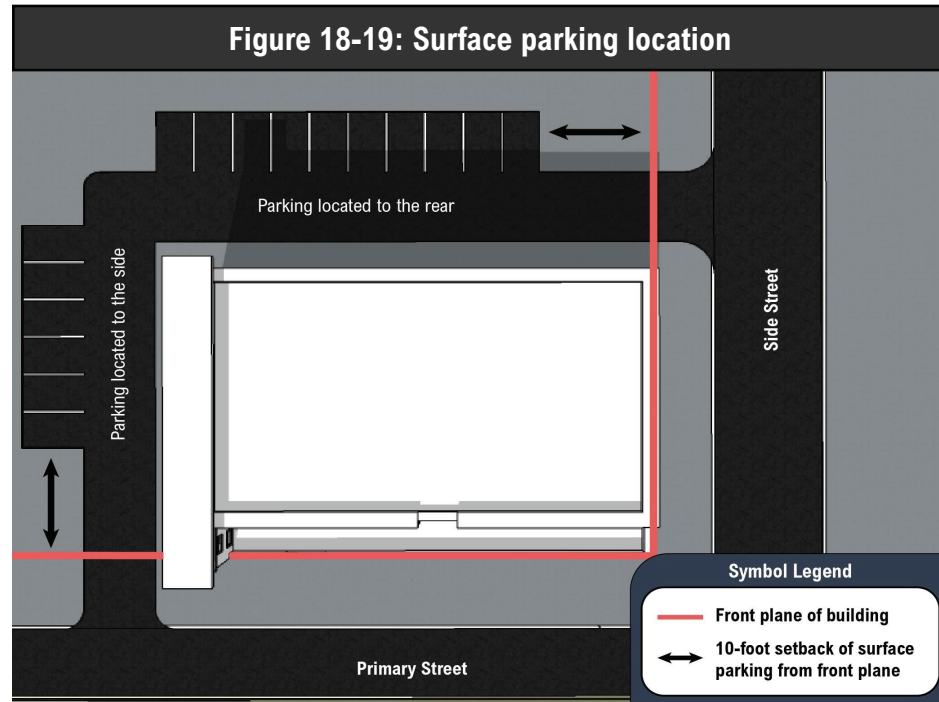 Figure 18-19: Surface parking location
Parking located to the rear
Parking located to the side
Side Street
Primary Street
Symbol Legend
Front plane of building
10-foot setback of surface
parking from front plane